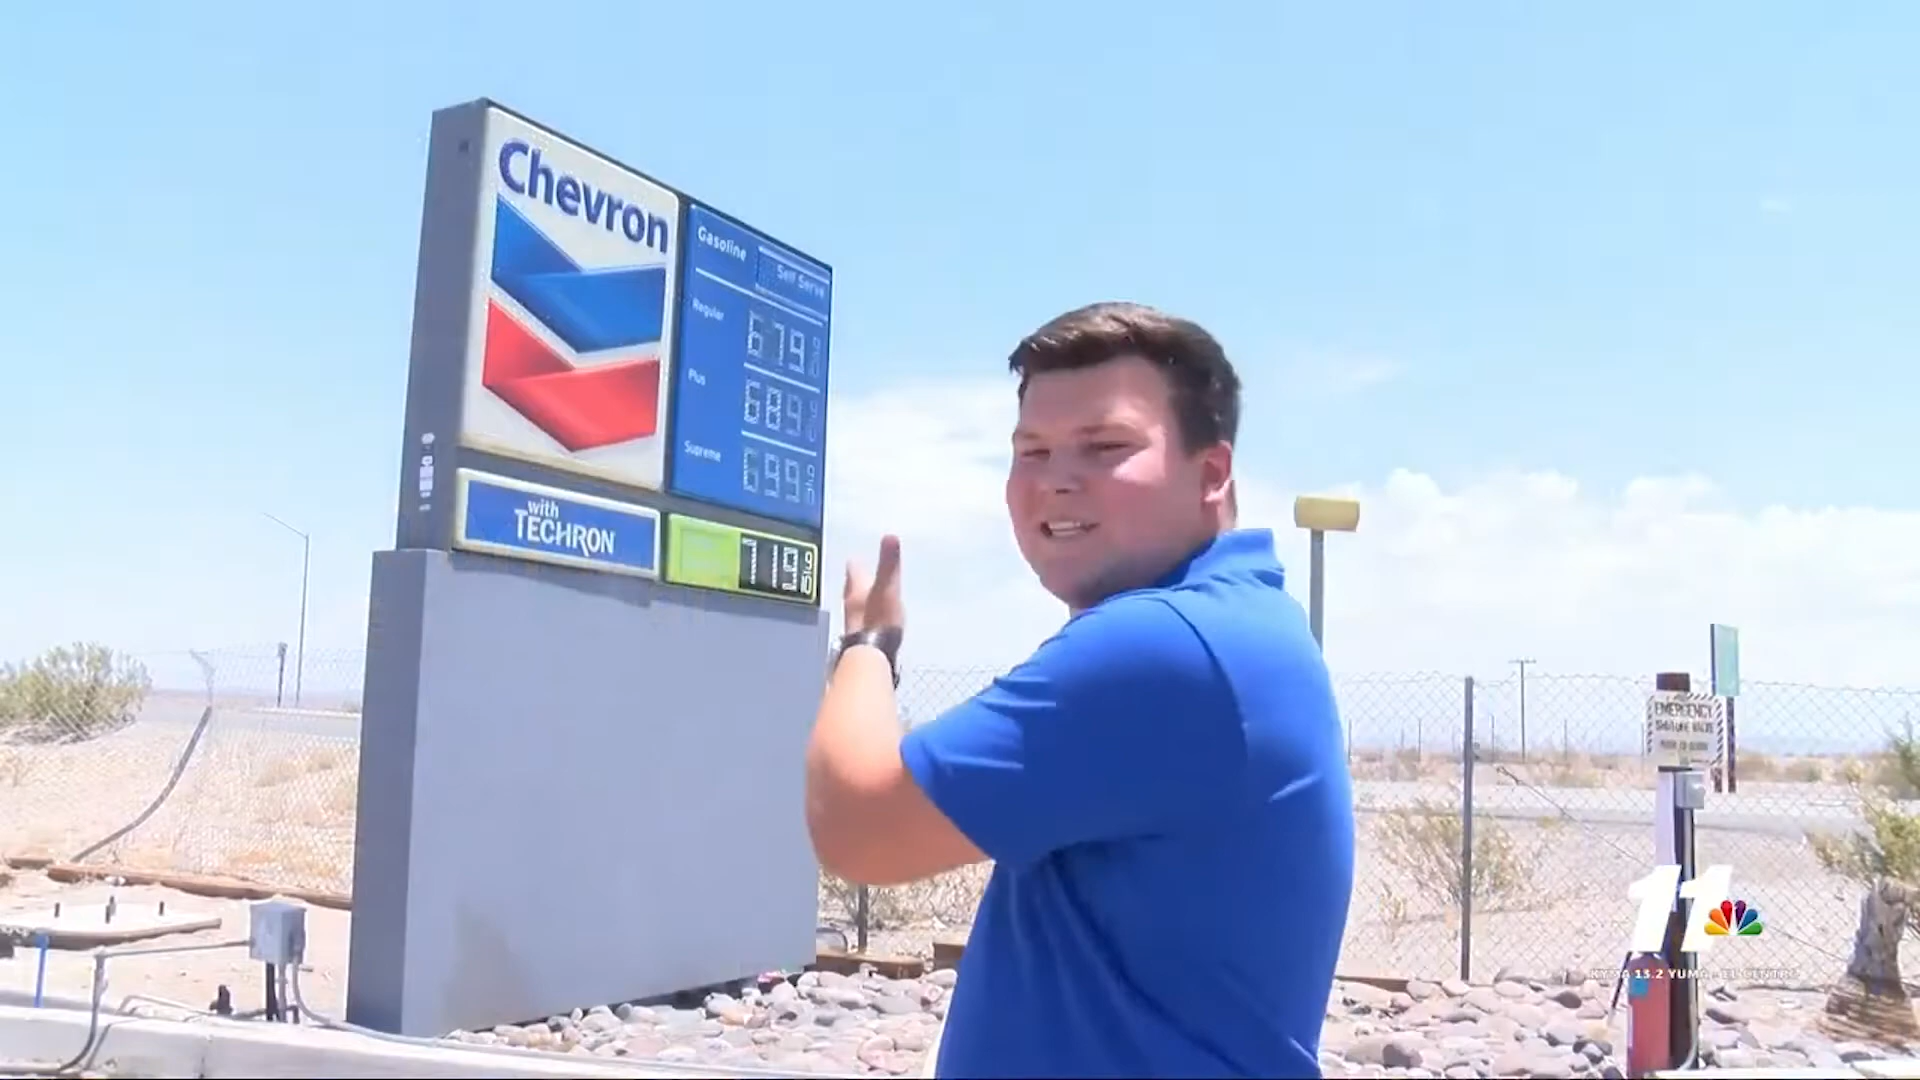 Chevron
Gasoline
Self Serve
Regular
679
Plus
689
Supreme
699 9
with
TECHRON
EMERGENCY
11
KYMA 13.2 YUMA - EL CENTRO